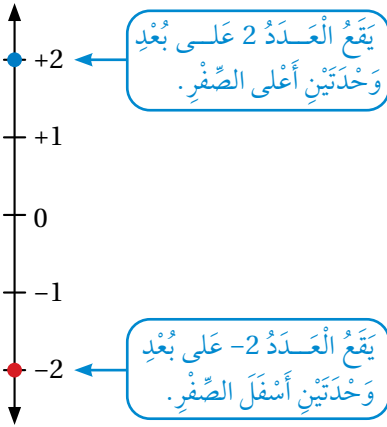 يَقَعُ الْعَـــدَدُ 2 عَلـــى بُعْدِ
وَحْدَتَيْنِ أَعْلى الصِّفْرِ.
+2
+1
0
−1
−2
يَقَعُ الْعَـــدَدُ 2− عَلى بُعْدِ
وَحْدَتَيْنِ أَسْفَلَ الصِّفْرِ.